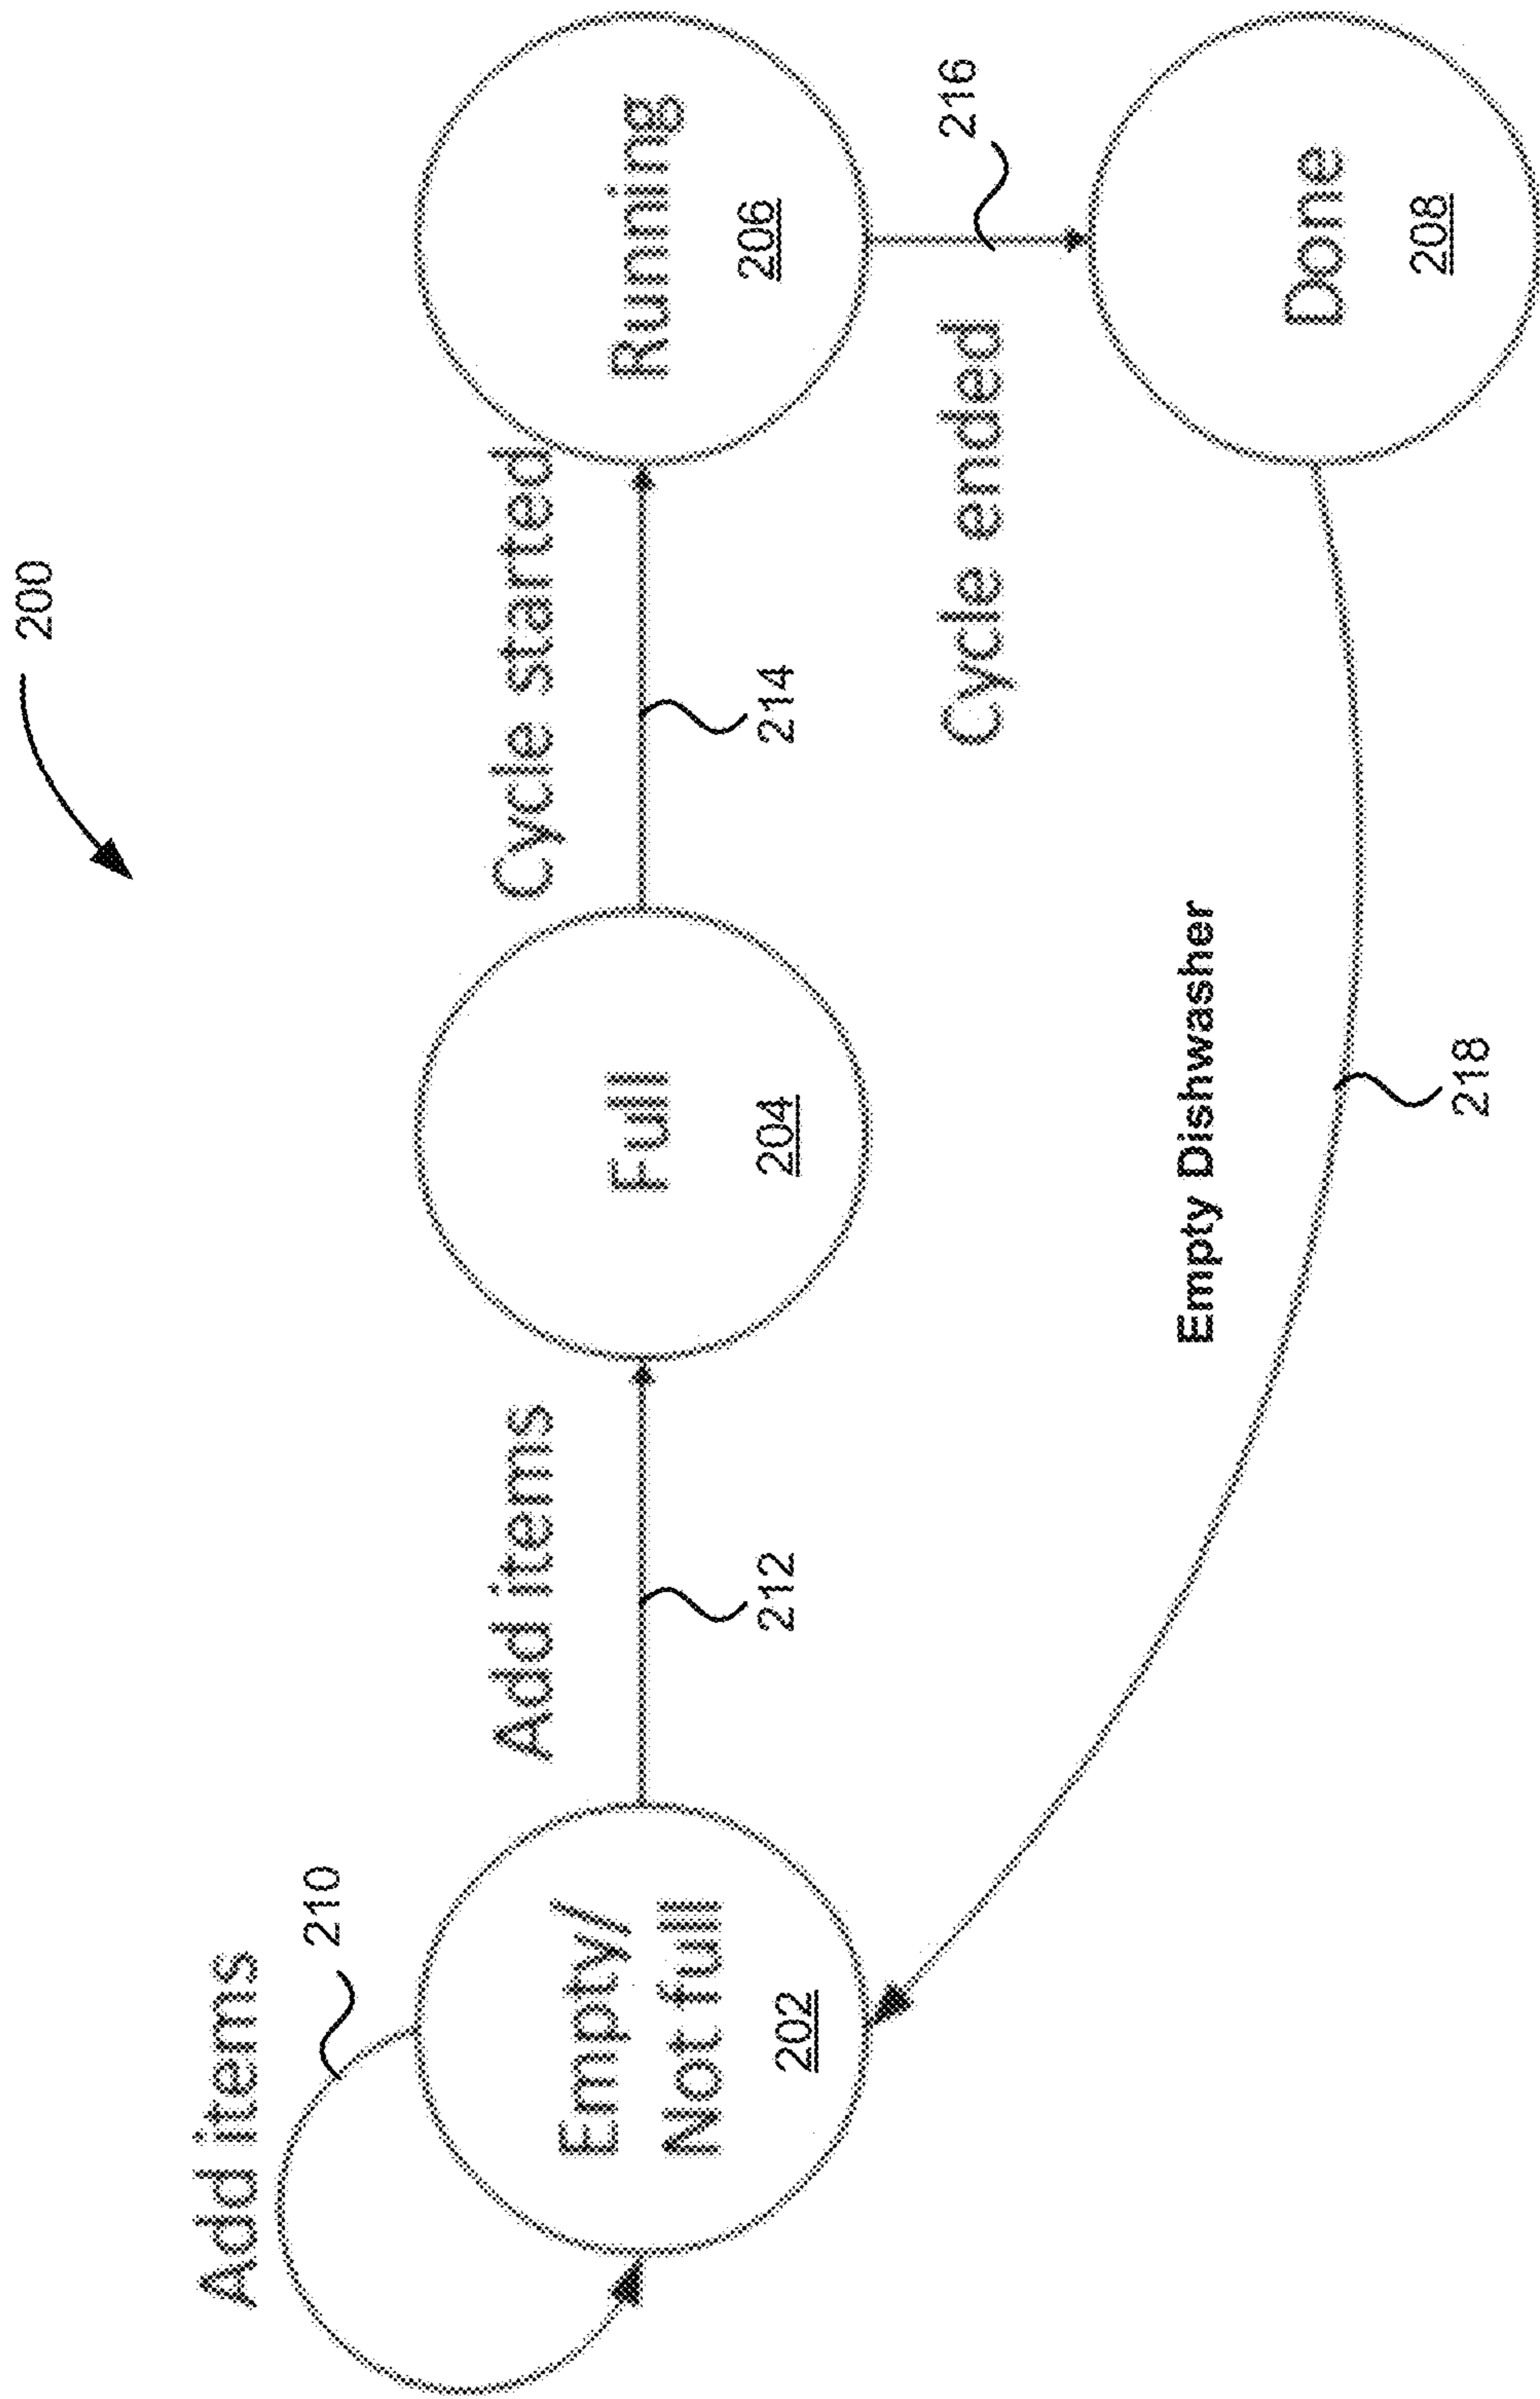 200
Add items
210
Empty/
Not full
202
Add items
212
Full
204
Cycle started
214
Running
206
Cycle ended
216
Done
208
Empty Dishwasher
218